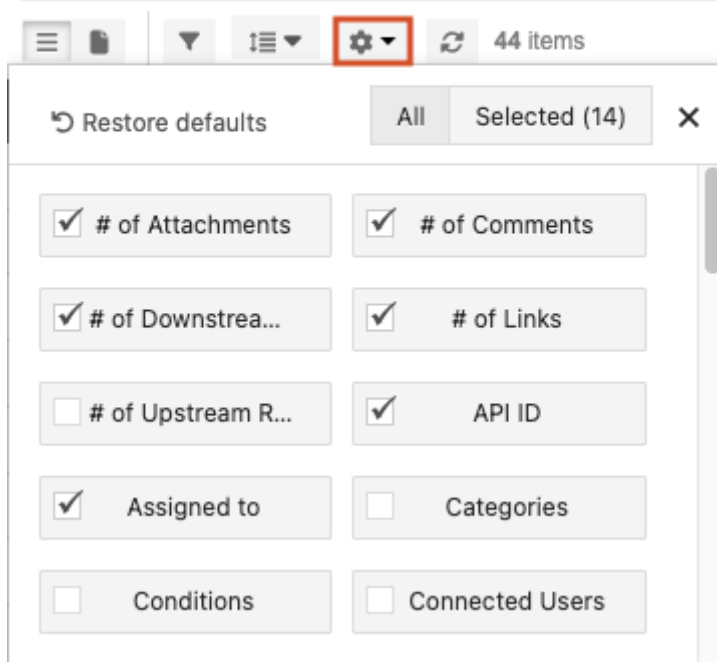 44 items
Restore defaults
All
Selected (14)
# of Attachments
# of Comments
# of Downstrea...
# of Links
# of Upstream R...
API ID
Assigned to
Categories
Conditions
Connected Users